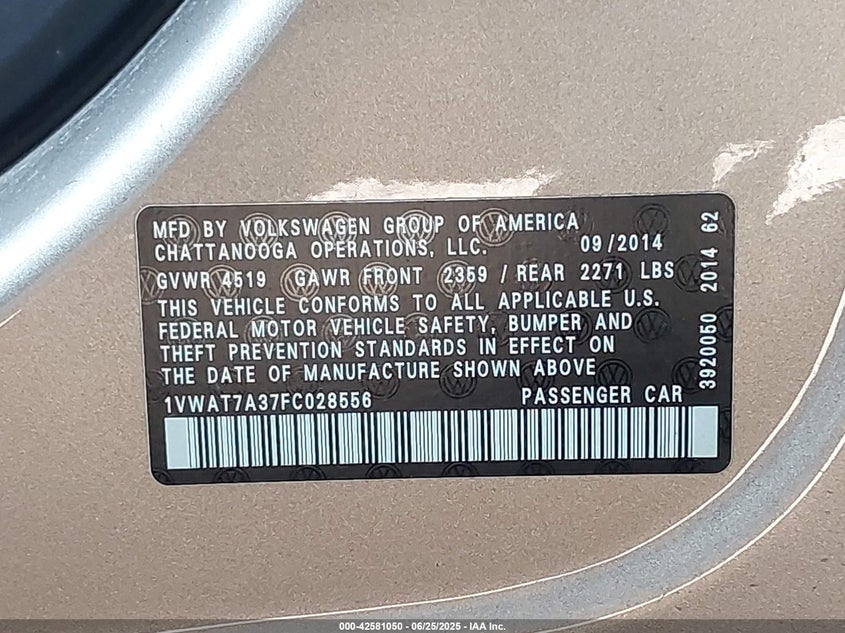 MFD BY VOLKSWAGEN GROUP OF AMERICA
CHATTANOOGA OPERATIONS, LLC. 09/2014
GVWR 4519 GAWR FRONT 2359 / REAR 2271 LBS
THIS VEHICLE CONFORMS TO ALL APPLICABLE U.S.
FEDERAL MOTOR VEHICLE SAFETY, BUMPER AND
THEFT PREVENTION STANDARDS IN EFFECT ON
THE DATE OF MANUFACTURE SHOWN ABOVE
1VWAT7A37FC028556 PASSENGER CAR
3920050 2014 62
000-42581050 - 06/25/2025 - IAA Inc.